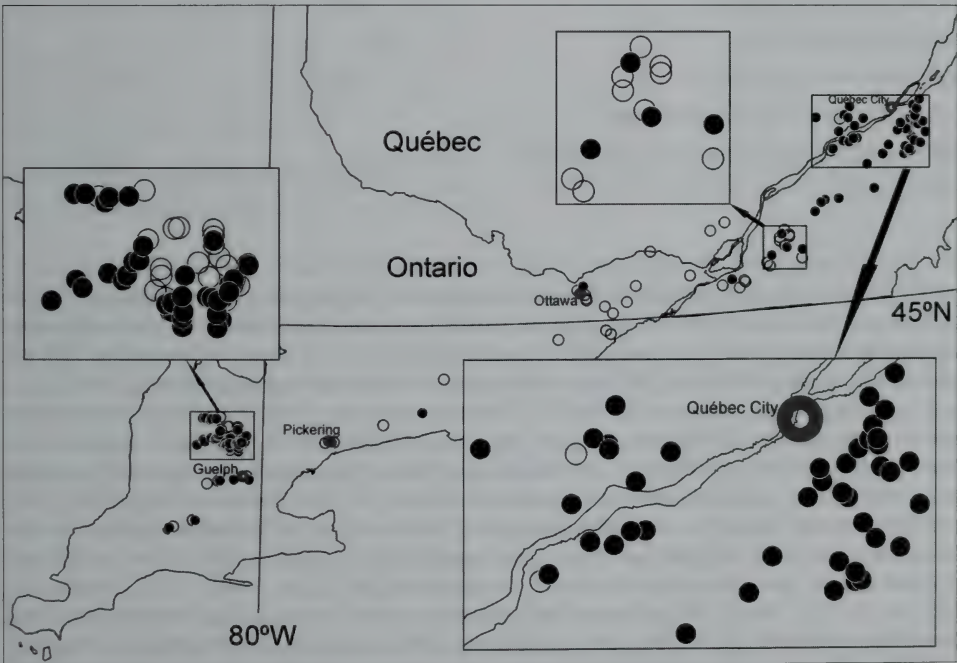 Québec City
Québec
Ontario
Ottawa
45ºN
Québec City
Pickering
Guelph
80ºW